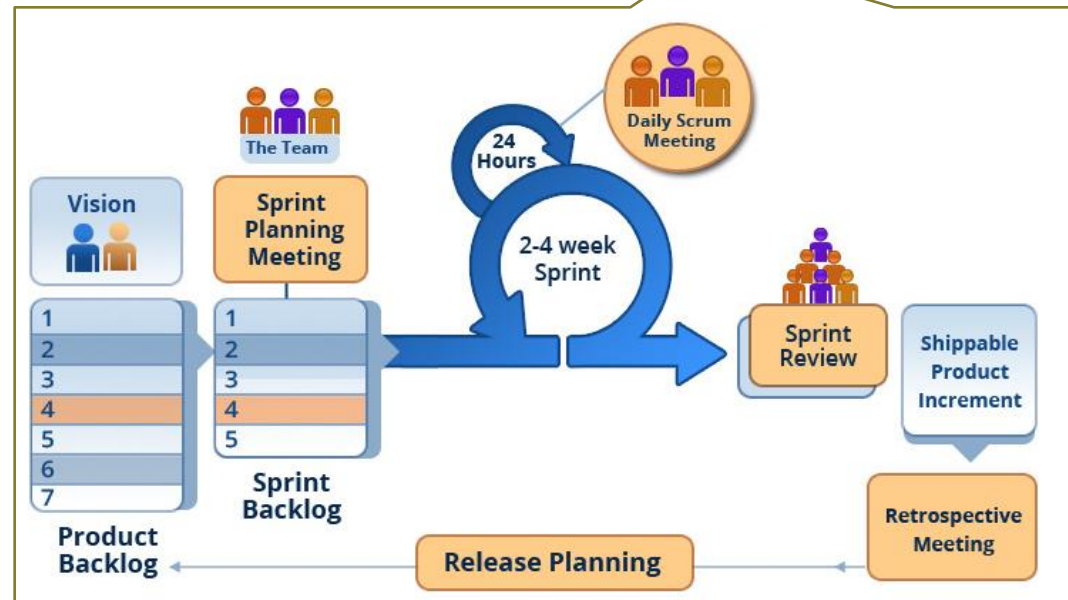 The Team
Vision
Sprint
Planning
Meeting
1
2
3
4
5
6
7
Product
Backlog
1
2
3
4
5
Sprint
Backlog
24
Hours
Daily Scrum
Meeting
2-4 week
Sprint
Sprint
Review
Shippable
Product
Increment
Retrospective
Meeting
Release Planning